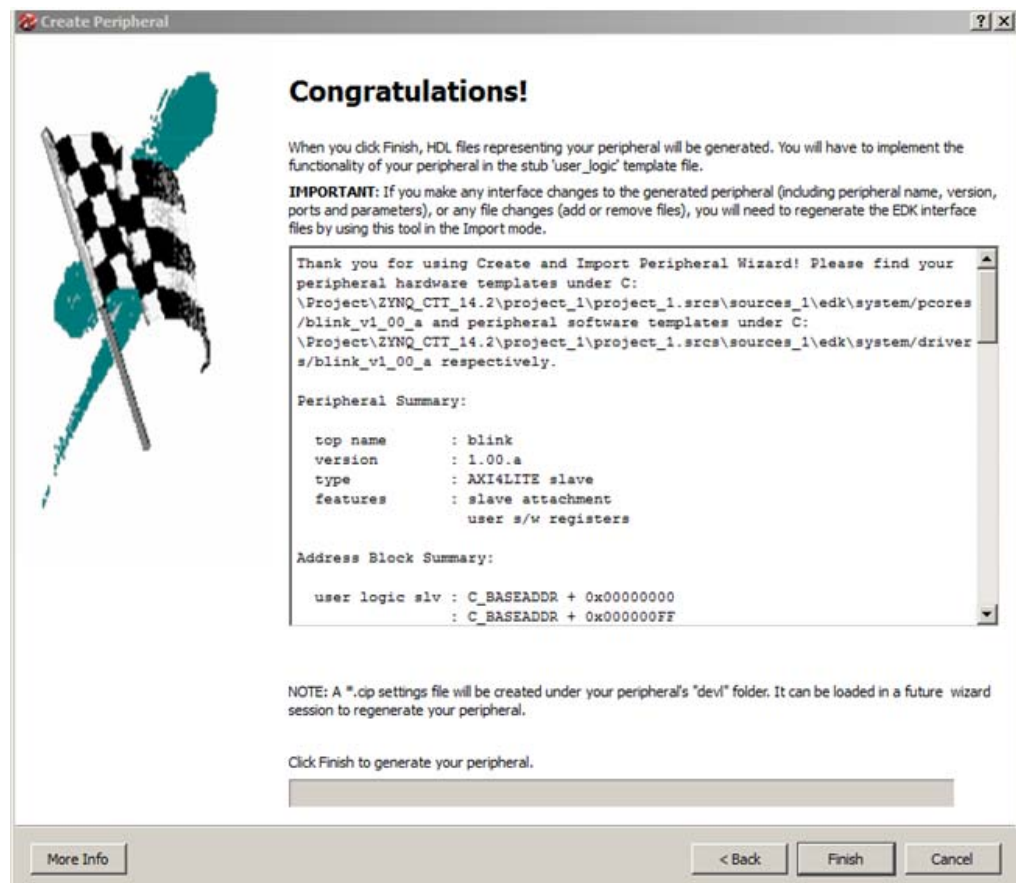 Create Peripheral
Congratulations!
When you click Finish, HDL files representing your peripheral will be generated. You will have to implement the
functionality of your peripheral in the stub 'user_logic' template file.
IMPORTANT: If you make any interface changes to the generated peripheral (including peripheral name, version,
ports and parameters), or any file changes (add or remove files), you will need to regenerate the EDK interface
files by using this tool in the Import mode.
Thank you for using Create and Import Peripheral Wizard! Please find your
peripheral hardware templates under C:
\Project\ZYNQ_CTT_14.2\project_1\project_1.srcs\sources_1\edk\system/pcores
/blink_v1_00_a and peripheral software templates under C:
\Project\ZYNQ_CTT_14.2\project_1\project_1.srcs\sources_1\edk\system/driver
s/blink_v1_00_a respectively.
Peripheral Summary:
top name : blink
version : 1.00.a
type : AXI4LITE slave
features : slave attachment
user s/w registers
Address Block Summary:
user logic slv : C_BASEADDR + 0x00000000
: C_BASEADDR + 0x000000FF
NOTE: A *.cip settings file will be created under your peripheral's "devl" folder. It can be loaded in a future wizard
session to regenerate your peripheral.
Click Finish to generate your peripheral.
More Info < Back Finish Cancel